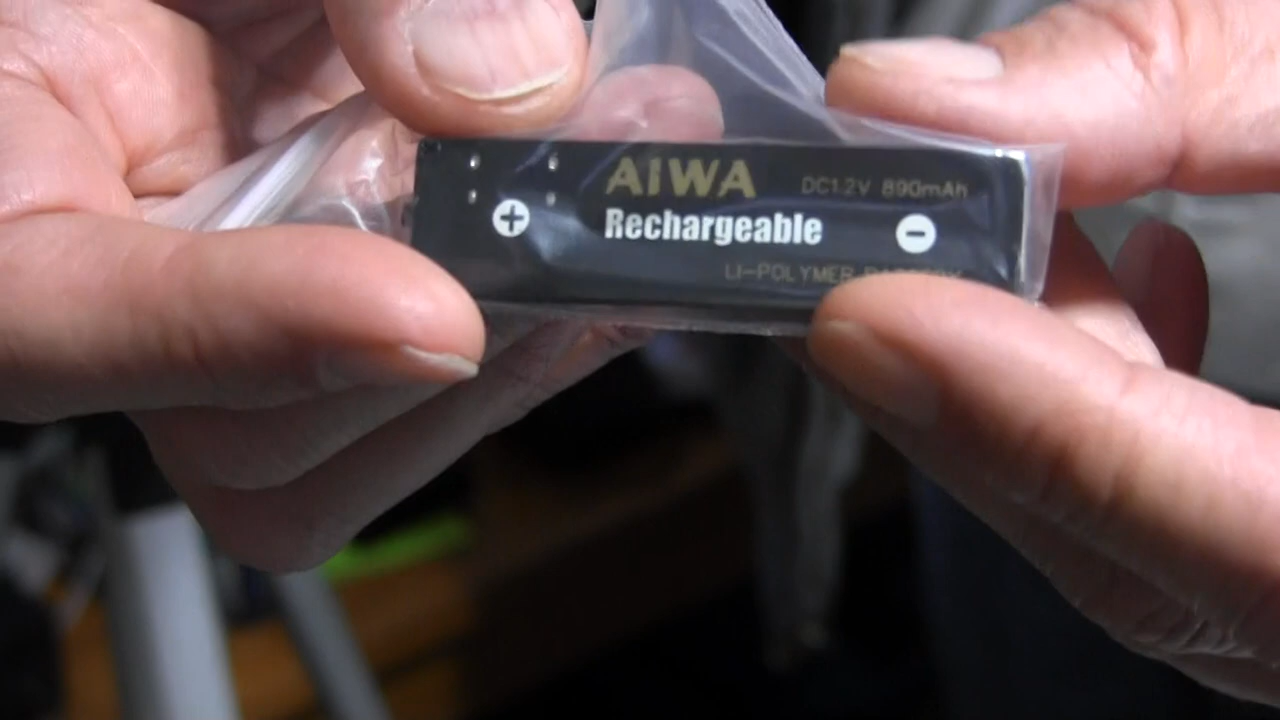 AIWA
DC1.2V 890mAh
+
Rechargeable
-
LI-POLYMER